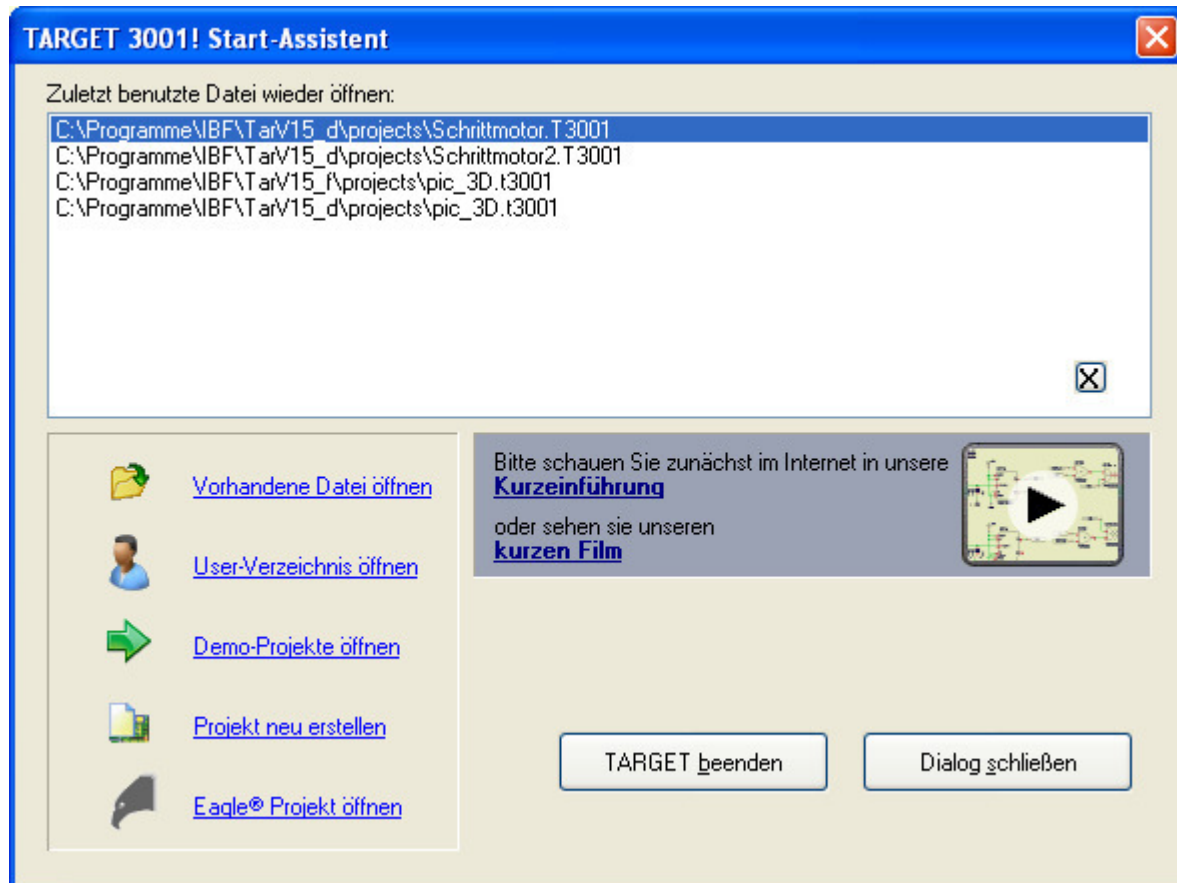 TARGET 3001! Start-Assistent
Zuletzt benutzte Datei wieder öffnen:
C:\Programme\IBF\TarV15_d\projects\Schrittmotor.T3001
C:\Programme\IBF\TarV15_d\projects\Schrittmotor2.T3001
C:\Programme\IBF\TarV15_f\projects\pic_3D.t3001
C:\Programme\IBF\TarV15_d\projects\pic_3D.t3001
Vorhandene Datei öffnen
User-Verzeichnis öffnen
Demo-Projekte öffnen
Projekt neu erstellen
Eagle® Projekt öffnen
Bitte schauen Sie zunächst im Internet in unsere
Kurzeinführung
oder sehen sie unseren
kurzen Film
TARGET beenden
Dialog schließen